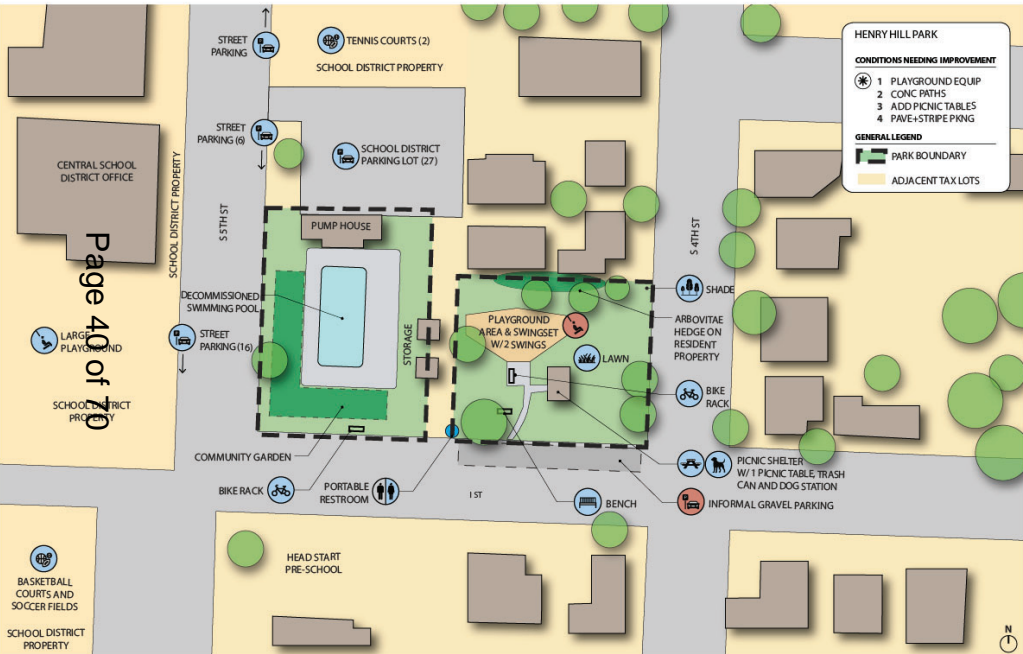 STREET
PARKING
TENNIS COURTS (2)
SCHOOL DISTRICT PROPERTY
HENRY HILL PARK
CONDITIONS NEEDING IMPROVEMENT
1 PLAYGROUND EQUIP
2 CONC PATHS
3 ADD PICNIC TABLES
4 PAVE+STRIPE PKNG
GENERAL LEGEND
PARK BOUNDARY
ADJACENT TAX LOTS
STREET
PARKING (6)
SCHOOL DISTRICT
PARKING LOT (27)
CENTRAL SCHOOL
DISTRICT OFFICE
SCHOOL DISTRICT PROPERTY
S 5TH ST
PUMP HOUSE
S 4TH ST
Page 40 of 70
DECOMMISSIONED
SWIMMING POOL
SHADE
STORAGE
PLAYGROUND
AREA & SWINGSET
W/2 SWINGS
ARBORVITAE
HEDGE ON
RESIDENT
PROPERTY
LARGE
PLAYGROUND
STREET
PARKING (16)
LAWN
BIKE
RACK
SCHOOL DISTRICT
PROPERTY
COMMUNITY GARDEN
PICNIC SHELTER
W/ 1 PICNIC TABLE, TRASH
CAN AND DOG STATION
BIKE RACK
PORTABLE
RESTROOM
I ST
BENCH
INFORMAL GRAVEL PARKING
HEAD START
PRE-SCHOOL
BASKETBALL
COURTS AND
SOCCER FIELDS
SCHOOL DISTRICT
PROPERTY
N